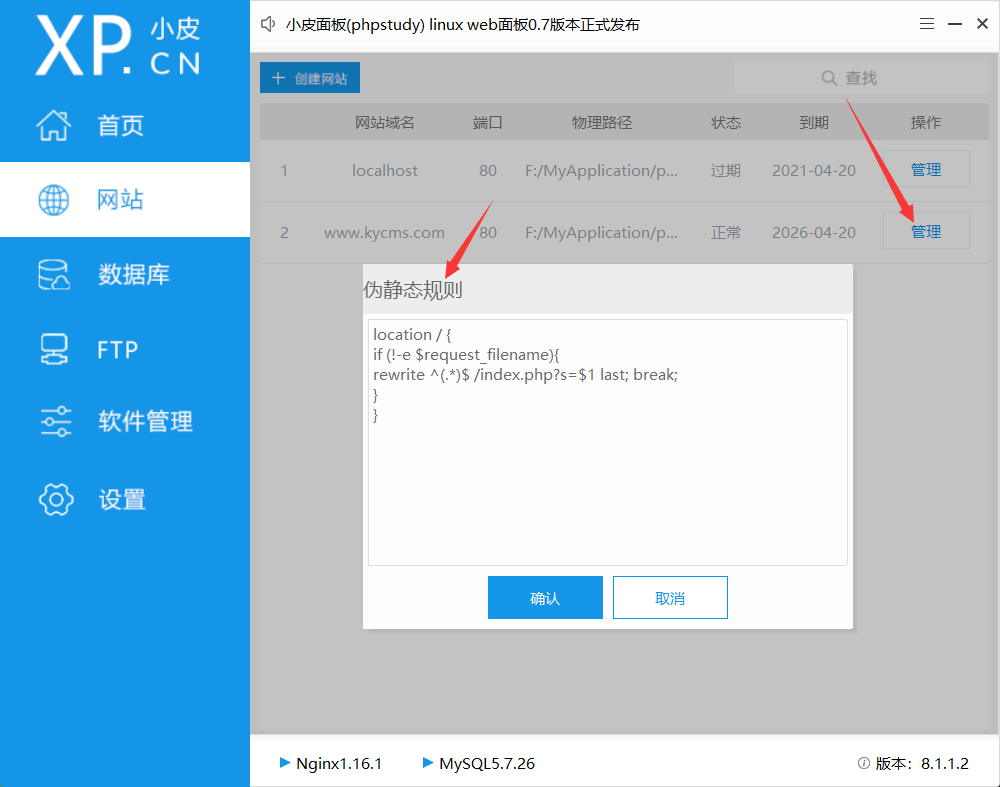 XP. 小皮 CN
小皮面板(phpstudy) linux web面板0.7版本正式发布
首页
网站
数据库
FTP
软件管理
设置
创建网站
查找
网站域名 端口 物理路径 状态 到期 操作
1 localhost 80 F:/MyApplication/p... 过期 2021-04-20 管理
2 www.kycms.com 80 F:/MyApplication/p... 正常 2026-04-20 管理
伪静态规则
location / {
if (!-e $request_filename){
rewrite ^(.*)$ /index.php?s=$1 last; break;
}
}
确认 取消
Nginx1.16.1 MySQL5.7.26 版本：8.1.1.2